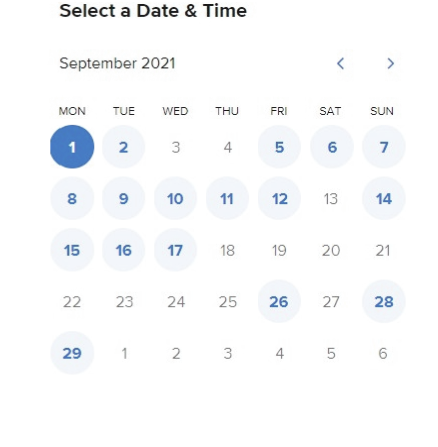 Select a Date & Time
September 2021
MON TUE WED THU FRI SAT SUN
1 2 3 4 5 6 7
8 9 10 11 12 13 14
15 16 17 18 19 20 21
22 23 24 25 26 27 28
29 1 2 3 4 5 6